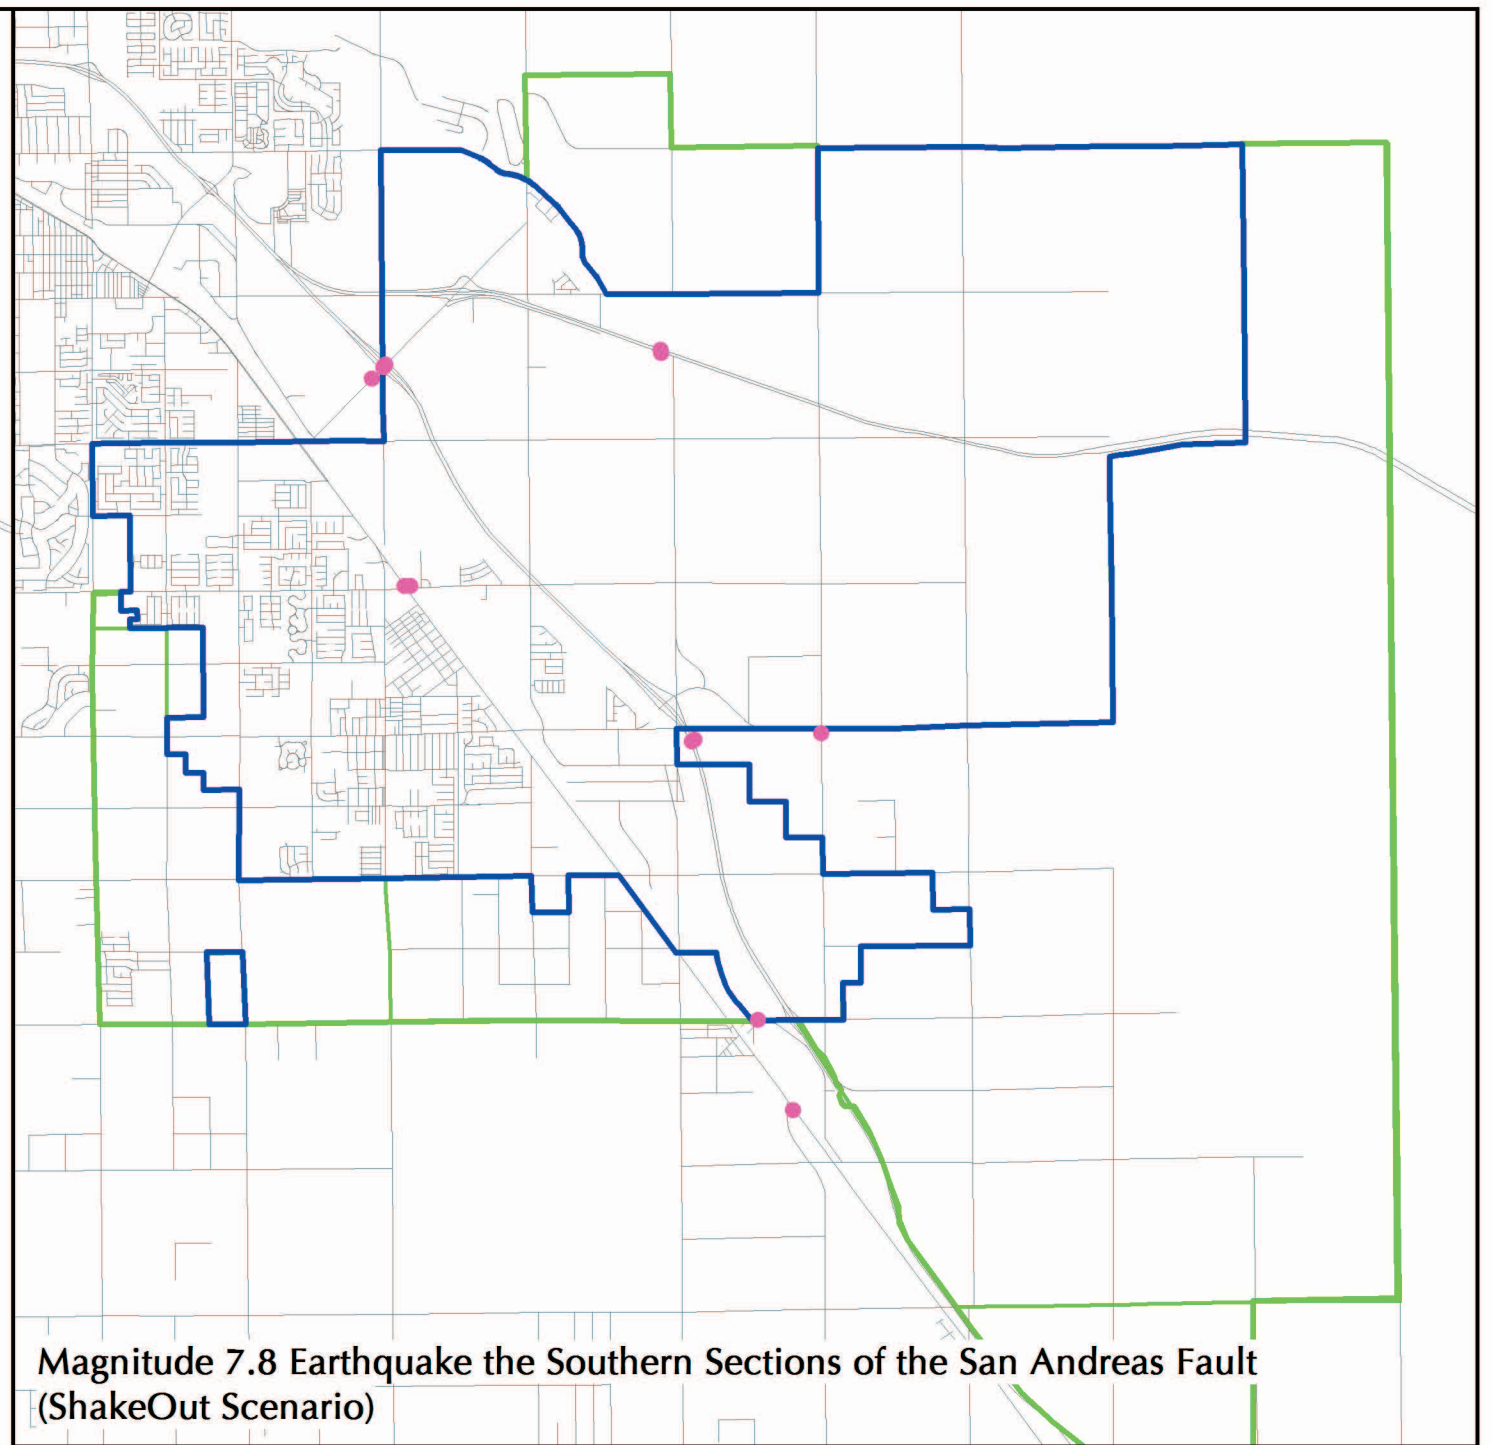 Magnitude 7.8 Earthquake the Southern Sections of the San Andreas Fault
(ShakeOut Scenario)